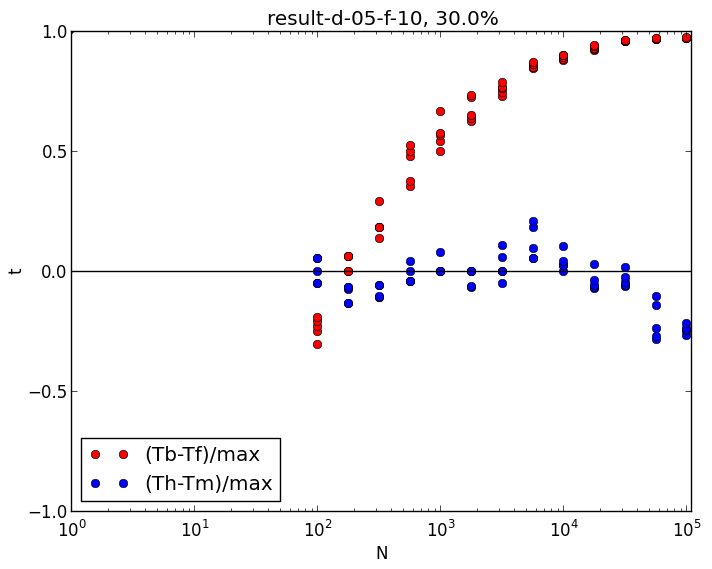 result-d-05-f-10, 30.0%
1.0
0.5
0.0
−0.5
−1.0
t
(Tb-Tf)/max
(Th-Tm)/max
10^0
10^1
10^2
10^3
10^4
10^5
N